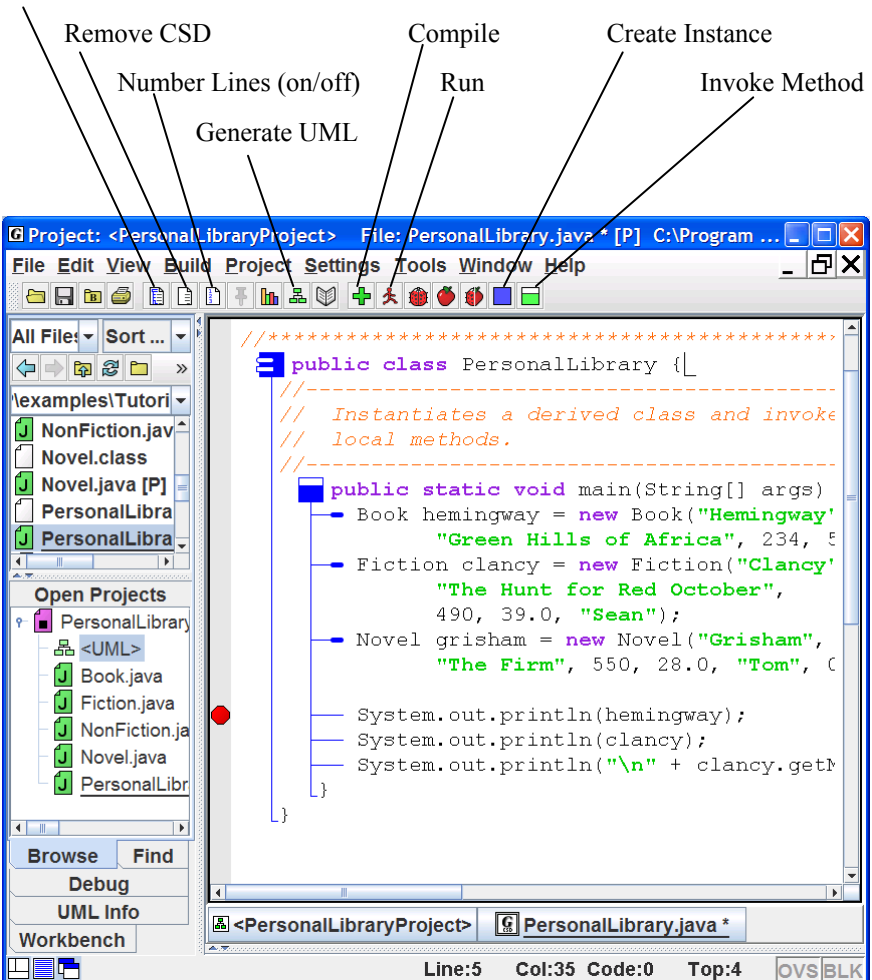 Remove CSD Compile Create Instance
Number Lines (on/off) Run Invoke Method
Generate UML
Project: <PersonalLibraryProject> File: PersonalLibrary.java * [P] C:\Program ...
File Edit View Build Project Settings Tools Window Help
All Files Sort ...
»
\examples\Tutori
NonFiction.jav
Novel.class
Novel.java [P]
PersonalLibra
PersonalLibra
Open Projects
PersonalLibrary
<UML>
Book.java
Fiction.java
NonFiction.ja
Novel.java
PersonalLibr
Browse Find
Debug
UML Info
Workbench
//********************************************
public class PersonalLibrary {
//-----------------------------------------
// Instantiates a derived class and invoke
// local methods.
//-----------------------------------------
public static void main(String[] args)
Book hemingway = new Book("Hemingway"
"Green Hills of Africa", 234, 5
Fiction clancy = new Fiction("Clancy"
"The Hunt for Red October",
490, 39.0, "Sean");
Novel grisham = new Novel("Grisham",
"The Firm", 550, 28.0, "Tom", 0
System.out.println(hemingway);
System.out.println(clancy);
System.out.println("\n" + clancy.getM
}
}
<PersonalLibraryProject> PersonalLibrary.java *
Line:5 Col:35 Code:0 Top:4 OVS BLK